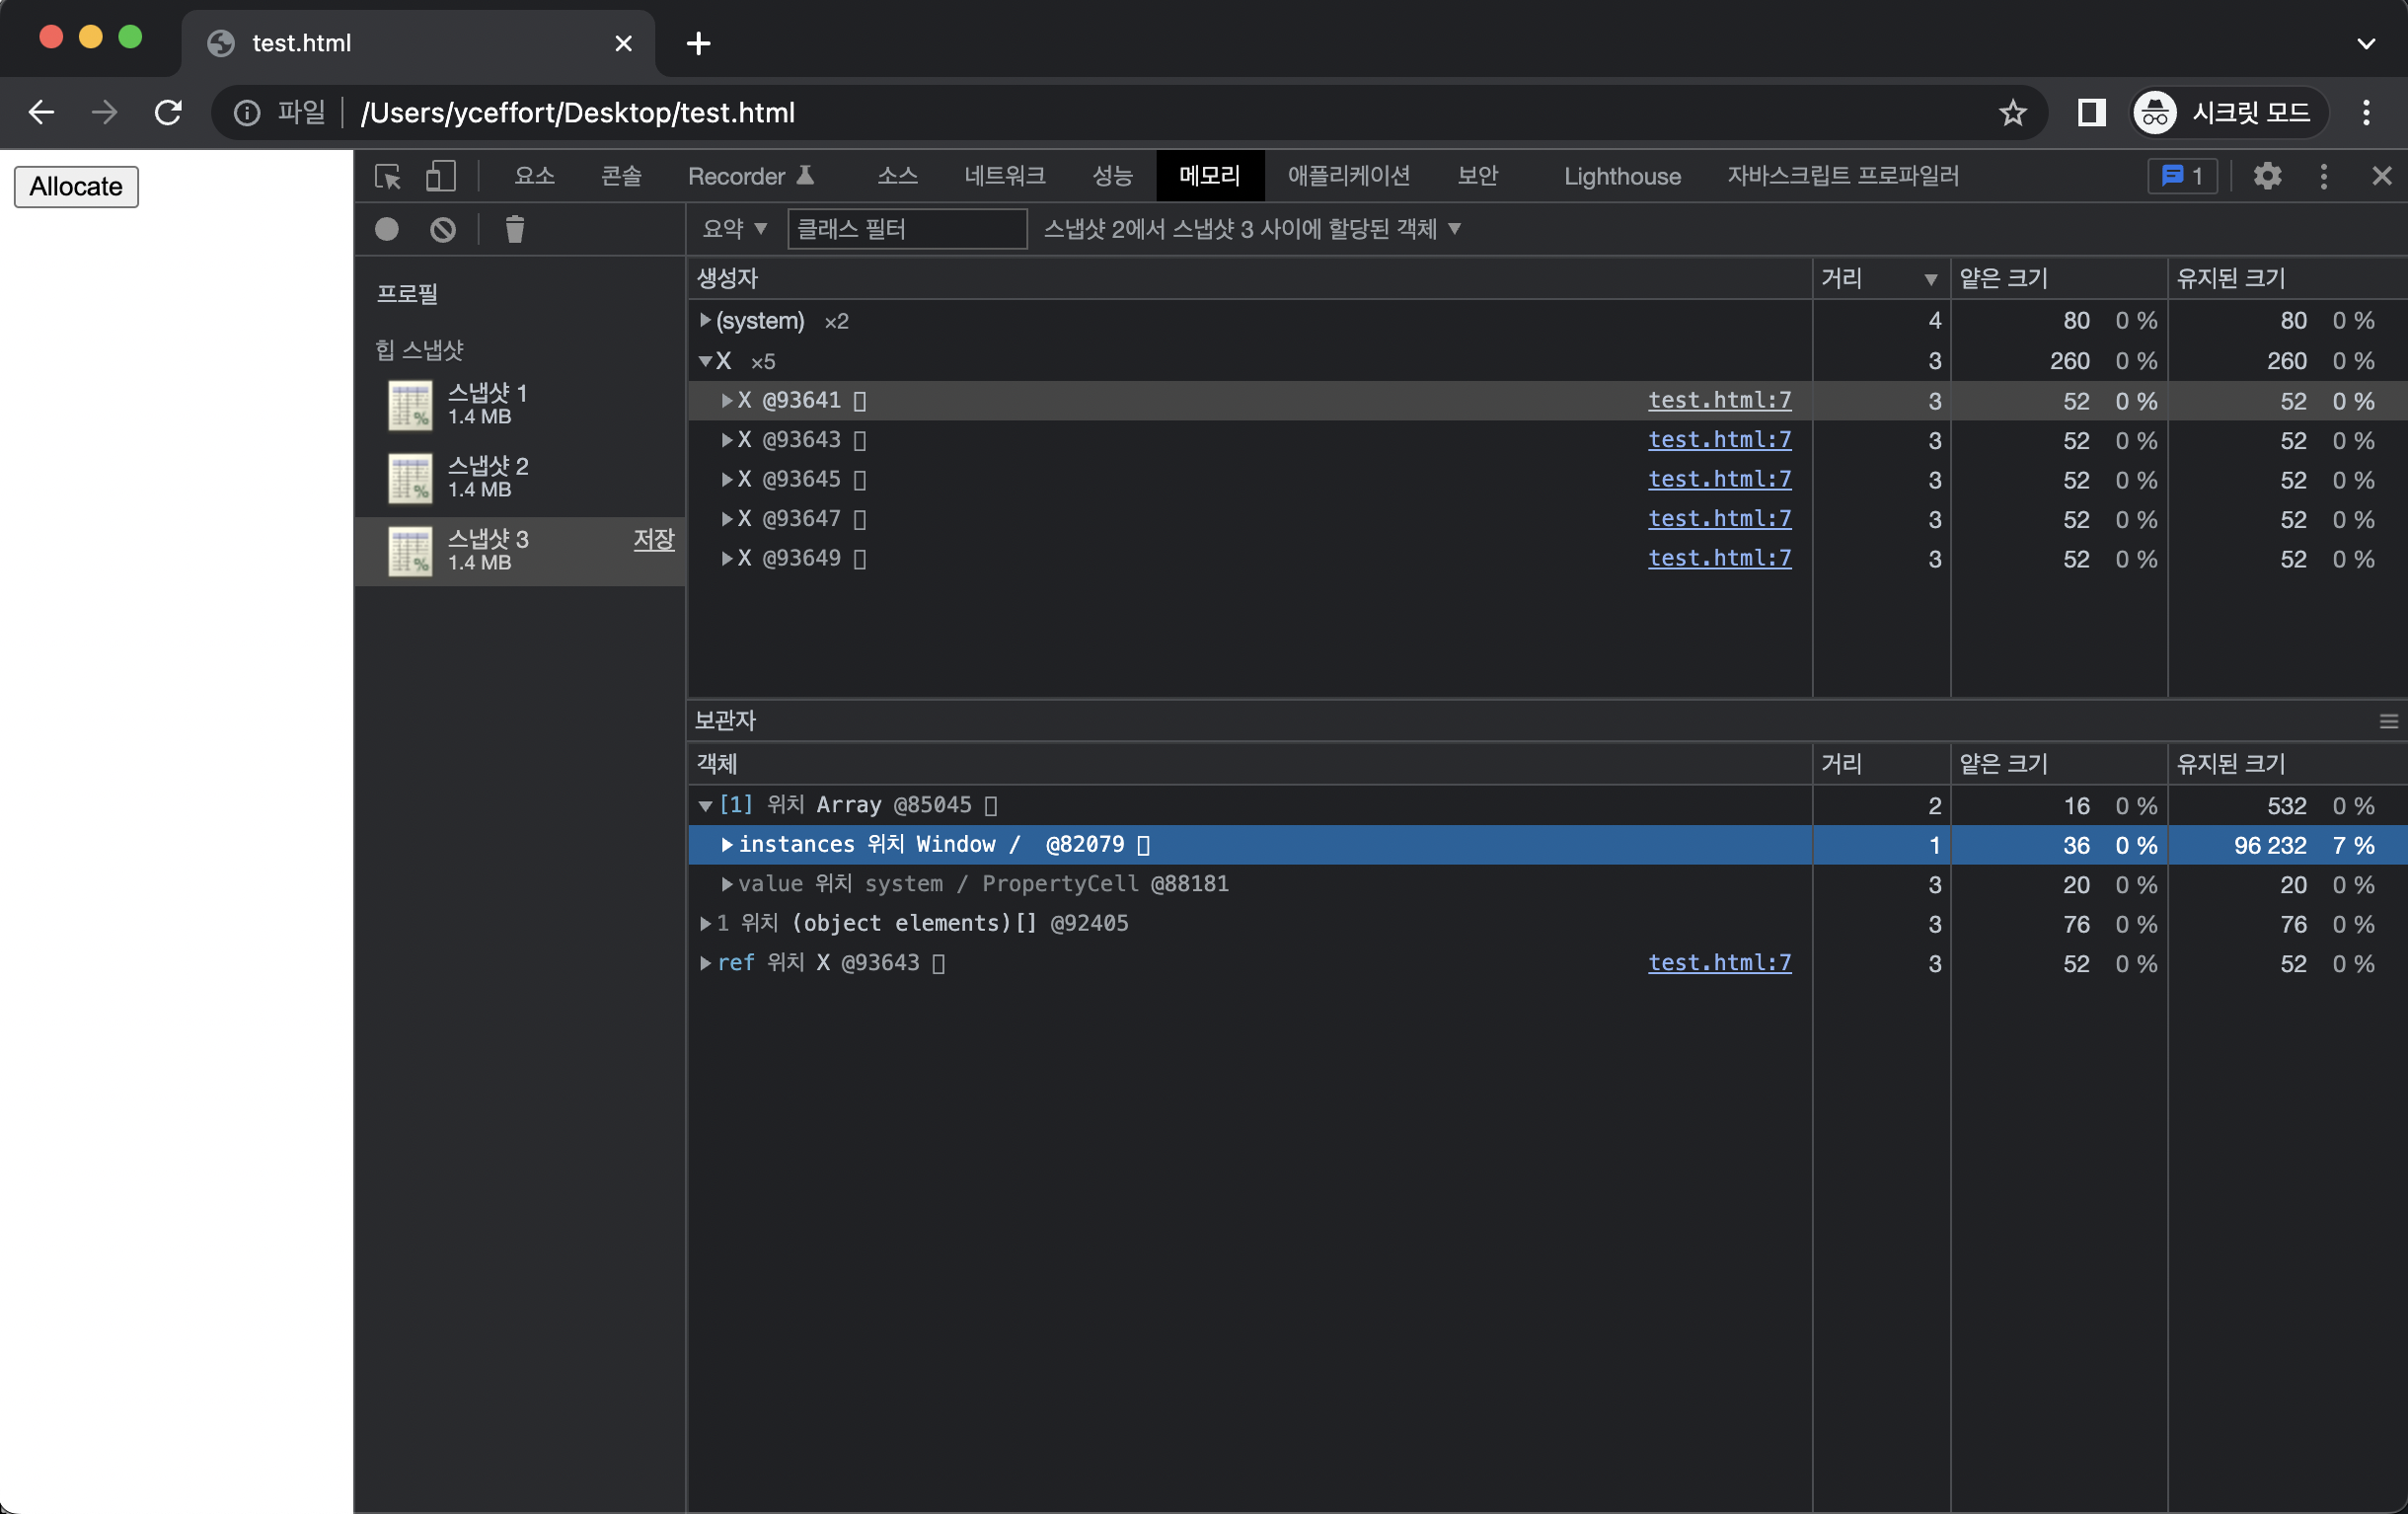 test.html
파일 /Users/yceffort/Desktop/test.html 시크릿 모드
Allocate
요소 콘솔 Recorder 소스 네트워크 성능 메모리 애플리케이션 보안 Lighthouse 자바스크립트 프로파일러 1
요약 ▼ 클래스 필터 스냅샷 2에서 스냅샷 3 사이에 할당된 객체 ▼
프로필
힙 스냅샷
스냅샷 1
1.4 MB
스냅샷 2
1.4 MB
스냅샷 3 저장
1.4 MB
생성자 거리 ▼ 얕은 크기 유지된 크기
(system) ×2 4 80 0 % 80 0 %
X ×5 3 260 0 % 260 0 %
X @93641 test.html:7 3 52 0 % 52 0 %
X @93643 test.html:7 3 52 0 % 52 0 %
X @93645 test.html:7 3 52 0 % 52 0 %
X @93647 test.html:7 3 52 0 % 52 0 %
X @93649 test.html:7 3 52 0 % 52 0 %
보관자
객체 거리 얕은 크기 유지된 크기
[1] 위치 Array @85045 2 16 0 % 532 0 %
instances 위치 Window / @82079 1 36 0 % 96 232 7 %
value 위치 system / PropertyCell @88181 3 20 0 % 20 0 %
1 위치 (object elements)[] @92405 3 76 0 % 76 0 %
ref 위치 X @93643 test.html:7 3 52 0 % 52 0 %